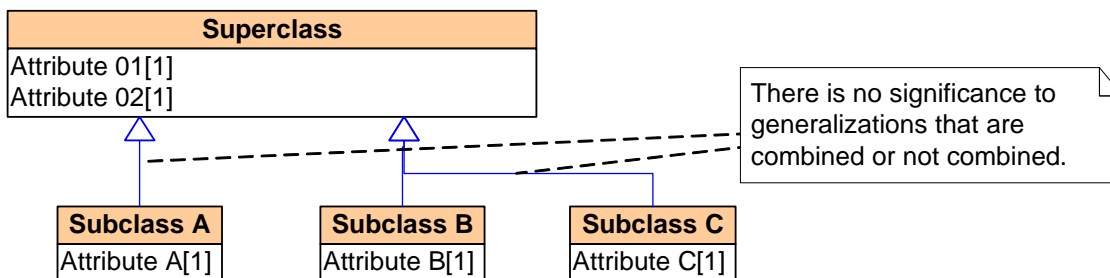 Superclass
Attribute 01[1]
Attribute 02[1]
There is no significance to
generalizations that are
combined or not combined.
Subclass A
Attribute A[1]
Subclass B
Attribute B[1]
Subclass C
Attribute C[1]